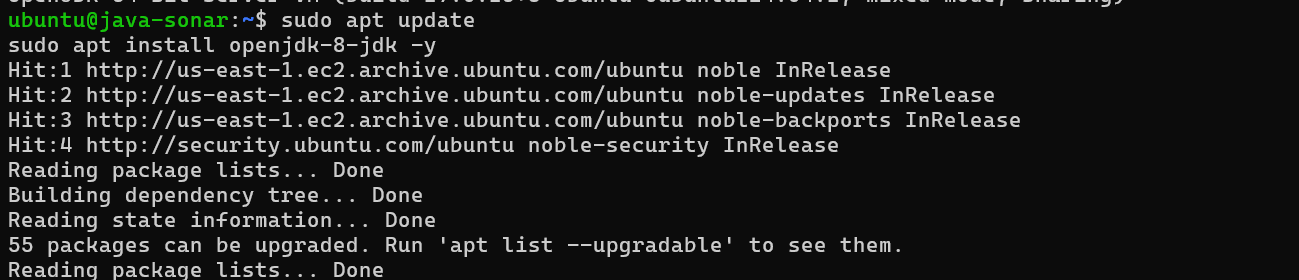 ubuntu@java-sonar:~$ sudo apt update
sudo apt install openjdk-8-jdk -y
Hit:1 http://us-east-1.ec2.archive.ubuntu.com/ubuntu noble InRelease
Hit:2 http://us-east-1.ec2.archive.ubuntu.com/ubuntu noble-updates InRelease
Hit:3 http://us-east-1.ec2.archive.ubuntu.com/ubuntu noble-backports InRelease
Hit:4 http://security.ubuntu.com/ubuntu noble-security InRelease
Reading package lists... Done
Building dependency tree... Done
Reading state information... Done
55 packages can be upgraded. Run 'apt list --upgradable' to see them.
Reading package lists... Done